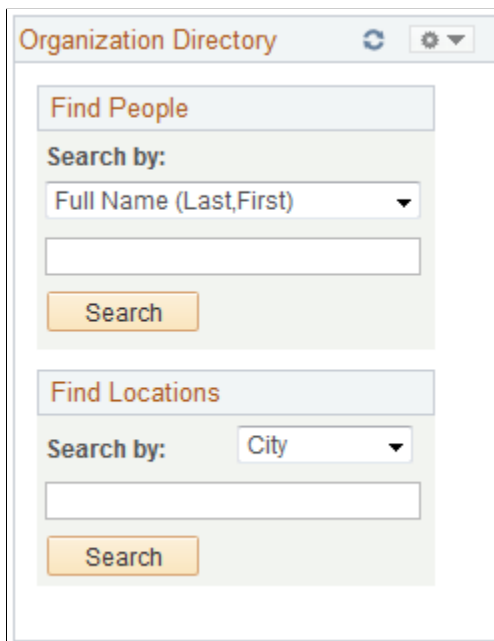 Organization Directory
Find People
Search by:
Full Name (Last,First)
Search
Find Locations
Search by: City
Search